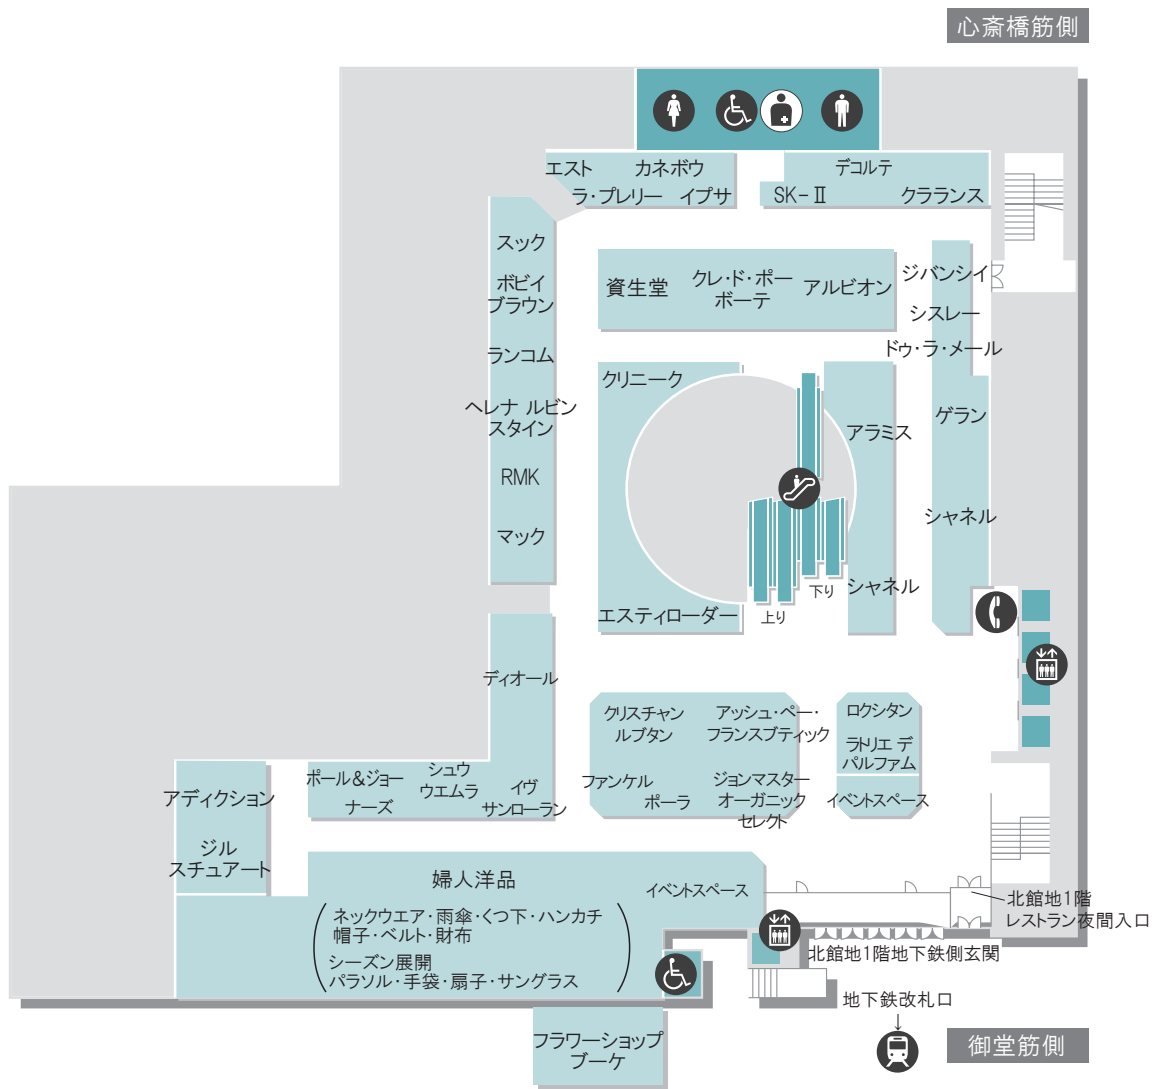 心斎橋筋側
エスト
カネボウ
ラ・プレリー
イプサ
デコルテ
SK-Ⅱ
クラランス
スック
ボビイ
ブラウン
ランコム
ヘレナ ルビン
スタイン
RMK
マック
資生堂
クレ・ド・ポー
ボーテ
アルビオン
ジバンシイ
シスレー
ドゥ・ラ・メール
ゲラン
シャネル
クリニーク
アラミス
シャネル
エスティローダー
上り
下り
ディオール
ポール&ジョー
シュウ
ウエムラ
ナーズ
イヴ
サンローラン
クリスチャン
ルブタン
アッシュ・ペー・
フランスブティック
ファンケル
ポーラ
ジョンマスター
オーガニック
セレクト
ロクシタン
ラトリエ デ
パルファム
イベントスペース
アディクション
ジル
スチュアート
婦人洋品
ネックウエア・雨傘・くつ下・ハンカチ
帽子・ベルト・財布
シーズン展開
パラソル・手袋・扇子・サングラス
イベントスペース
北館地1階
レストラン夜間入口
北館地1階地下鉄側玄関
地下鉄改札口
↓
フラワーショップ
ブーケ
御堂筋側